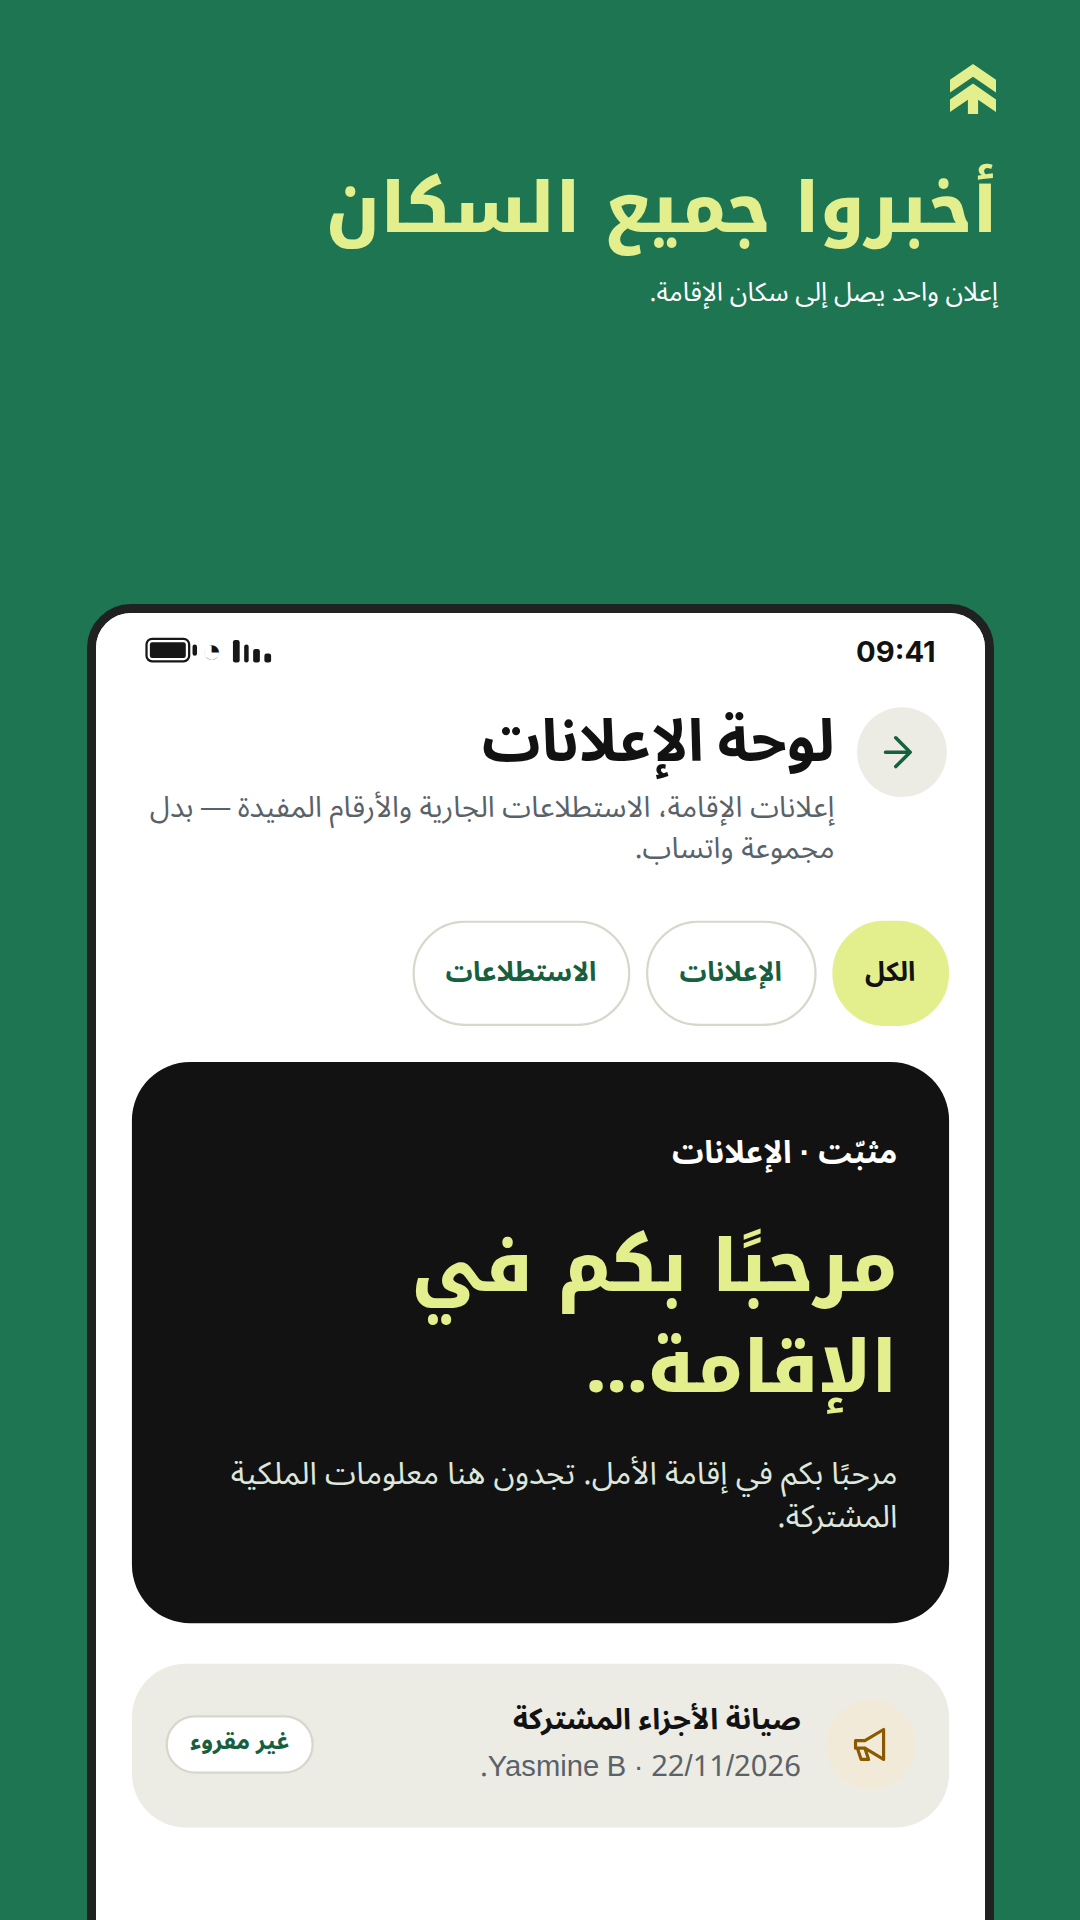 أخبروا جميع السكان
إعلان واحد يصل إلى سكان الإقامة.
09:41
لوحة الإعلانات
إعلانات الإقامة، الاستطلاعات الجارية والأرقام المفيدة — بدل
مجموعة واتساب.
الكل
الإعلانات
الاستطلاعات
مثبّت · الإعلانات
مرحبًا بكم في
الإقامة...
مرحبًا بكم في إقامة الأمل. تجدون هنا معلومات الملكية
المشتركة.
صيانة الأجزاء المشتركة
22/11/2026 · Yasmine B.
غير مقروء